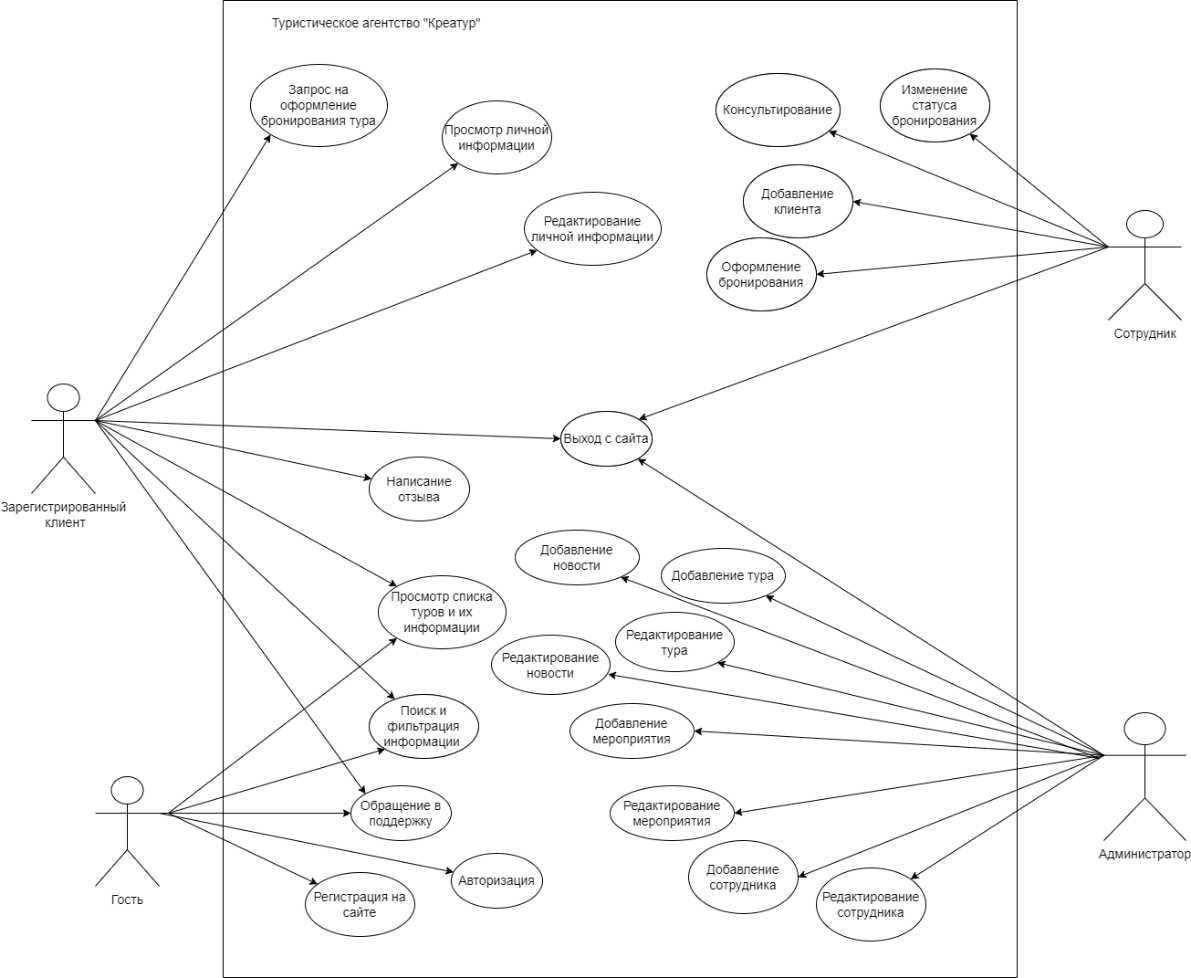 Туристическое агентство "Креатур"
Запрос на
оформление
бронирования тура
Просмотр личной
информации
Редактирование
личной информации
Консультирование
Изменение
статуса
бронирования
Добавление
клиента
Оформление
бронирования
Сотрудник
Выход с сайта
Зарегистрированный
клиент
Написание
отзыва
Просмотр списка
туров и их
информации
Поиск и
фильтрация
информации
Обращение в
поддержку
Авторизация
Регистрация на
сайте
Гость
Добавление
новости
Добавление тура
Редактирование
тура
Редактирование
новости
Добавление
мероприятия
Редактирование
мероприятия
Добавление
сотрудника
Редактирование
сотрудника
Администратор